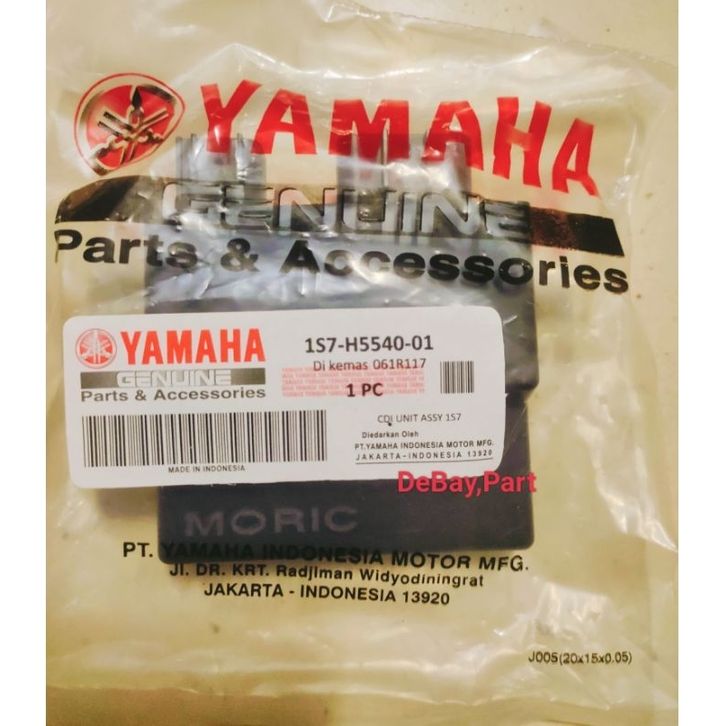 YAMAHA
GENUINE
Parts & Accessories
YAMAHA
GENUINE
Parts & Accessories
MADE IN INDONESIA
1S7-H5540-01
Di kemas 061R117
1 PC
CDI UNIT ASSY 1S7
Diedarkan Oleh
PT.YAMAHA INDONESIA MOTOR MFG.
JAKARTA-INDONESIA 13920
DeBay,Part
MORIC
PT. YAMAHA INDONESIA MOTOR MFG.
Jl. DR. KRT. Radjiman Widyodiningrat
JAKARTA - INDONESIA 13920
J005(20x15x0.05)